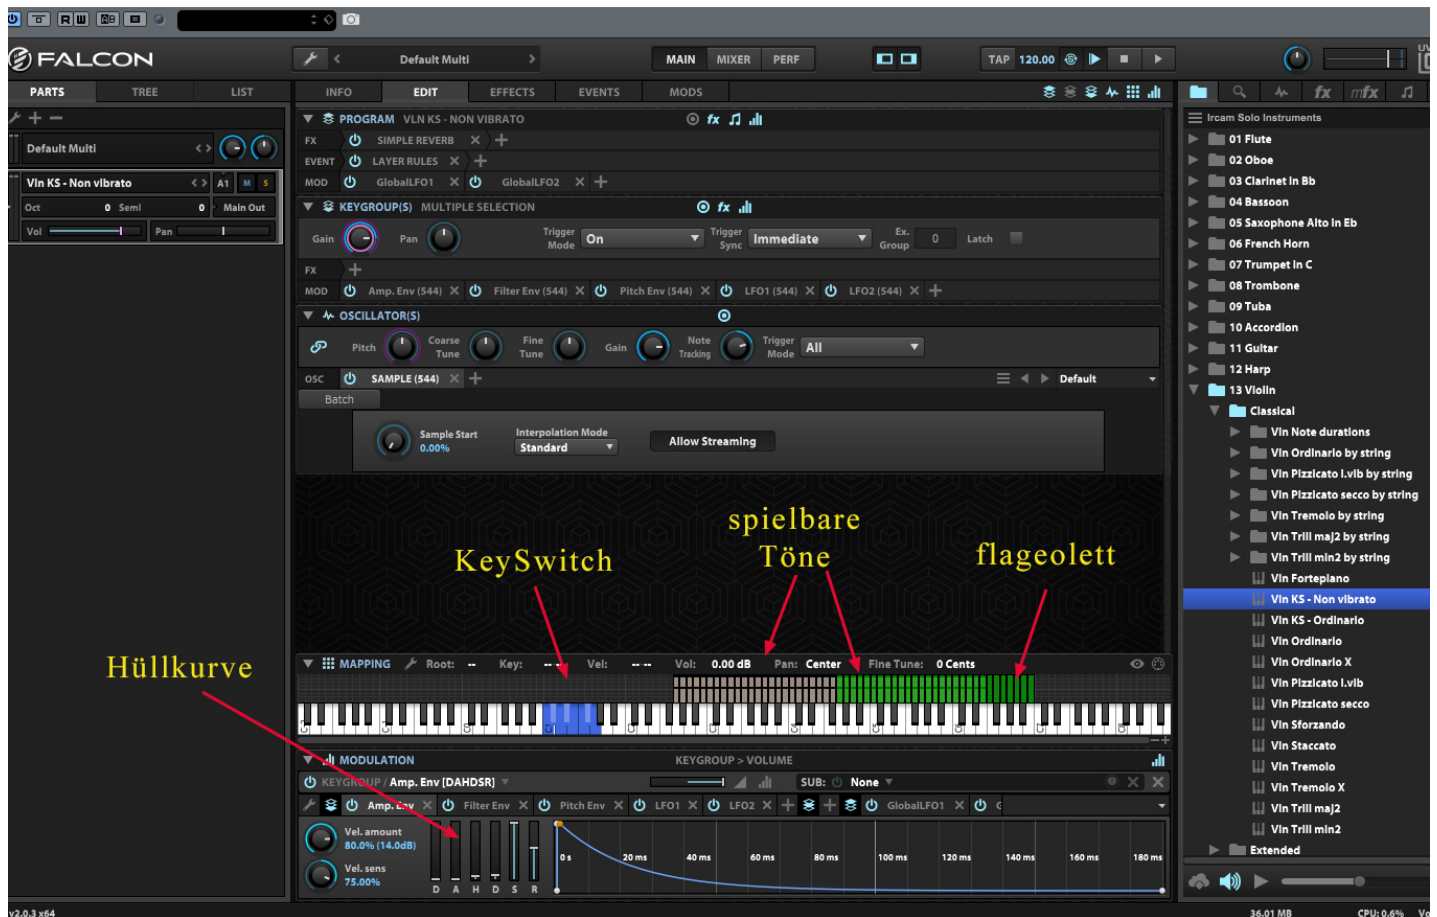 R W AB
FALCON
Default Multi
MAIN MIXER PERF
TAP 120.00
UV
PARTS TREE LIST
INFO EDIT EFFECTS EVENTS MODS
fx mfx
Default Multi
Vln KS - Non vibrato A1 M S
Oct 0 Semi 0 Main Out
Vol Pan
PROGRAM VLN KS - NON VIBRATO fx
FX SIMPLE REVERB
EVENT LAYER RULES
MOD GlobalLFO1 GlobalLFO2
KEYGROUP(S) MULTIPLE SELECTION fx
Gain Pan Trigger Mode On Trigger Sync Immediate Ex. Group 0 Latch
FX
MOD Amp. Env (544) Filter Env (544) Pitch Env (544) LFO1 (544) LFO2 (544)
OSCILLATOR(S)
Pitch Coarse Tune Fine Tune Gain Note Tracking Trigger Mode All
OSC SAMPLE (544) Default
Batch
Sample Start
0.00%
Interpolation Mode
Standard
Allow Streaming
KeySwitch
spielbare
Töne
flageolett
Hüllkurve
MAPPING Root: -- Key: -- -- Vel: -- -- Vol: 0.00 dB Pan: Center Fine Tune: 0 Cents
MODULATION KEYGROUP > VOLUME
KEYGROUP / Amp. Env [DAHDSR] SUB: None
Amp. Env Filter Env Pitch Env LFO1 LFO2 GlobalLFO1
Vel. amount
80.0% (14.0dB)
Vel. sens
75.00%
D A H D S R
0 s 20 ms 40 ms 60 ms 80 ms 100 ms 120 ms 140 ms 160 ms 180 ms
Ircam Solo Instruments
01 Flute
02 Oboe
03 Clarinet in Bb
04 Bassoon
05 Saxophone Alto in Eb
06 French Horn
07 Trumpet in C
08 Trombone
09 Tuba
10 Accordion
11 Guitar
12 Harp
13 Violin
Classical
Vln Note durations
Vln Ordinario by string
Vln Pizzicato l.vib by string
Vln Pizzicato secco by string
Vln Tremolo by string
Vln Trill maj2 by string
Vln Trill min2 by string
Vln Fortepiano
Vln KS - Non vibrato
Vln KS - Ordinario
Vln Ordinario
Vln Ordinario X
Vln Pizzicato l.vib
Vln Pizzicato secco
Vln Sforzando
Vln Staccato
Vln Tremolo
Vln Tremolo X
Vln Trill maj2
Vln Trill min2
Extended
v2.0.3 x64
36.01 MB CPU: 0.6% Vo